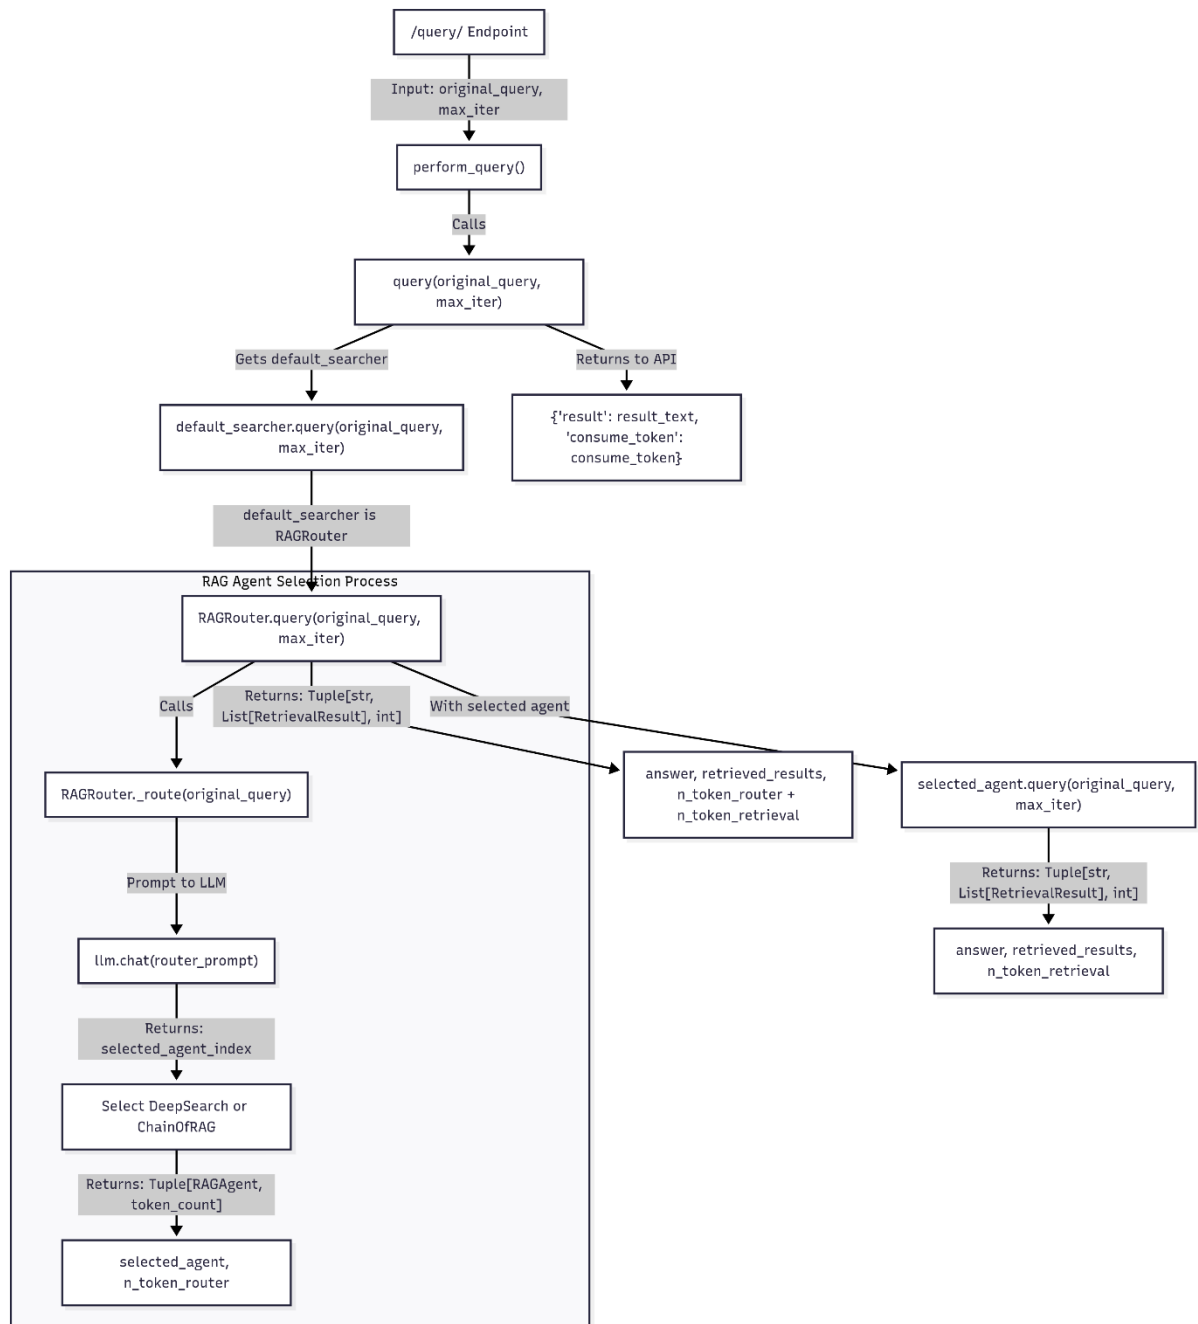 /query/ Endpoint
Input: original_query,
max_iter
perform_query()
Calls
query(original_query,
max_iter)
Gets default_searcher
Returns to API
default_searcher.query(original_query,
max_iter)
{'result': result_text,
'consume_token':
consume_token}
default_searcher is
RAGRouter
RAG Agent Selection Process
RAGRouter.query(original_query,
max_iter)
Calls
Returns: Tuple[str,
List[RetrievalResult], int]
With selected agent
RAGRouter._route(original_query)
answer, retrieved_results,
n_token_router +
n_token_retrieval
selected_agent.query(original_query,
max_iter)
Prompt to LLM
Returns: Tuple[str,
List[RetrievalResult], int]
llm.chat(router_prompt)
answer, retrieved_results,
n_token_retrieval
Returns:
selected_agent_index
Select DeepSearch or
ChainOfRAG
Returns: Tuple[RAGAgent,
token_count]
selected_agent,
n_token_router